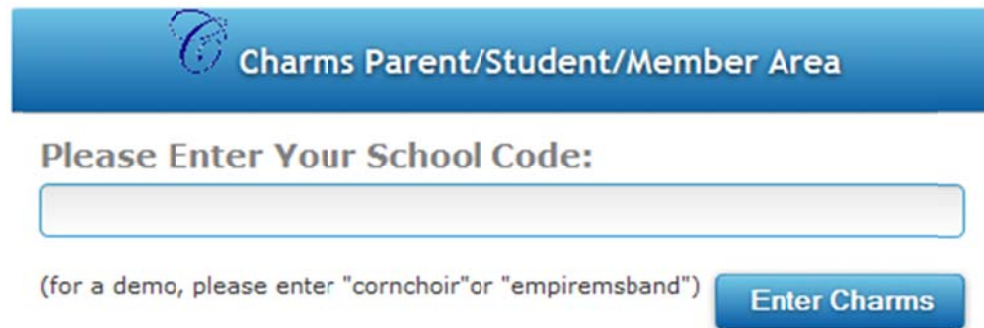 Charms Parent/Student/Member Area
Please Enter Your School Code:
(for a demo, please enter "cornchoir"or "empiremsband")
Enter Charms